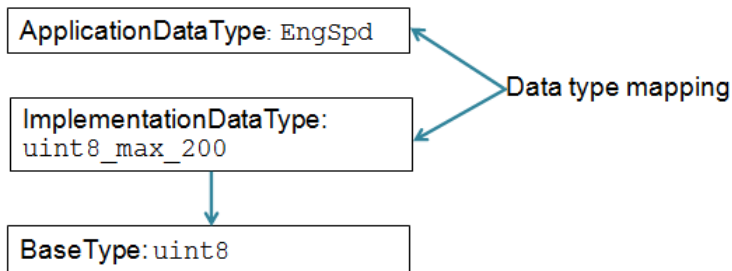 ApplicationDataType: EngSpd
Data type mapping
ImplementationDataType:
uint8_max_200
BaseType: uint8